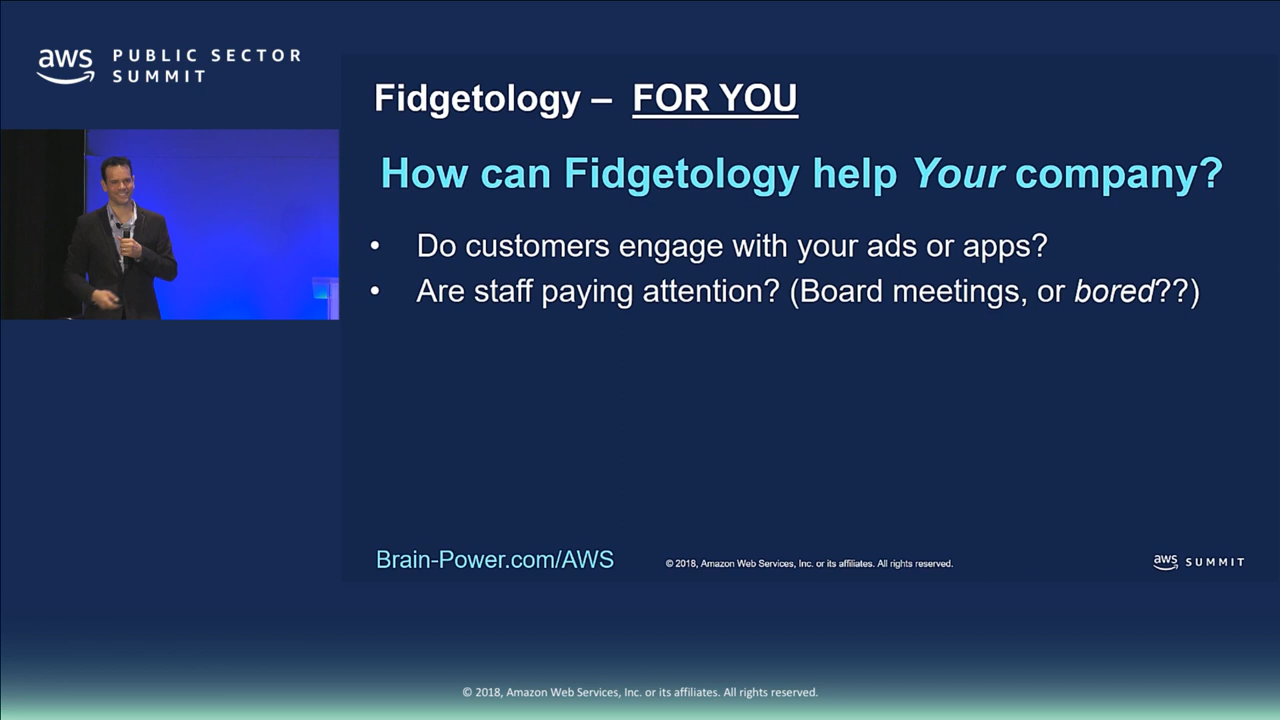 aws PUBLIC SECTOR
SUMMIT
Fidgetology – FOR YOU
How can Fidgetology help Your company?
• Do customers engage with your ads or apps?
• Are staff paying attention? (Board meetings, or bored??)
Brain-Power.com/AWS
© 2018, Amazon Web Services, Inc. or its affiliates. All rights reserved.
aws SUMMIT
© 2018, Amazon Web Services, Inc. or its affiliates. All rights reserved.